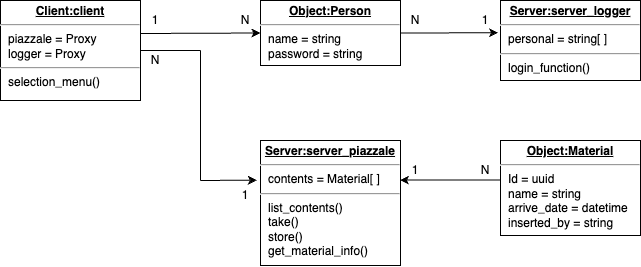 Client:client
piazzale = Proxy
logger = Proxy
selection_menu()
1
N
Object:Person
name = string
password = string
N
1
Server:server_logger
personal = string[ ]
login_function()
N
1
Server:server_piazzale
contents = Material[ ]
list_contents()
take()
store()
get_material_info()
1
N
Object:Material
Id = uuid
name = string
arrive_date = datetime
inserted_by = string